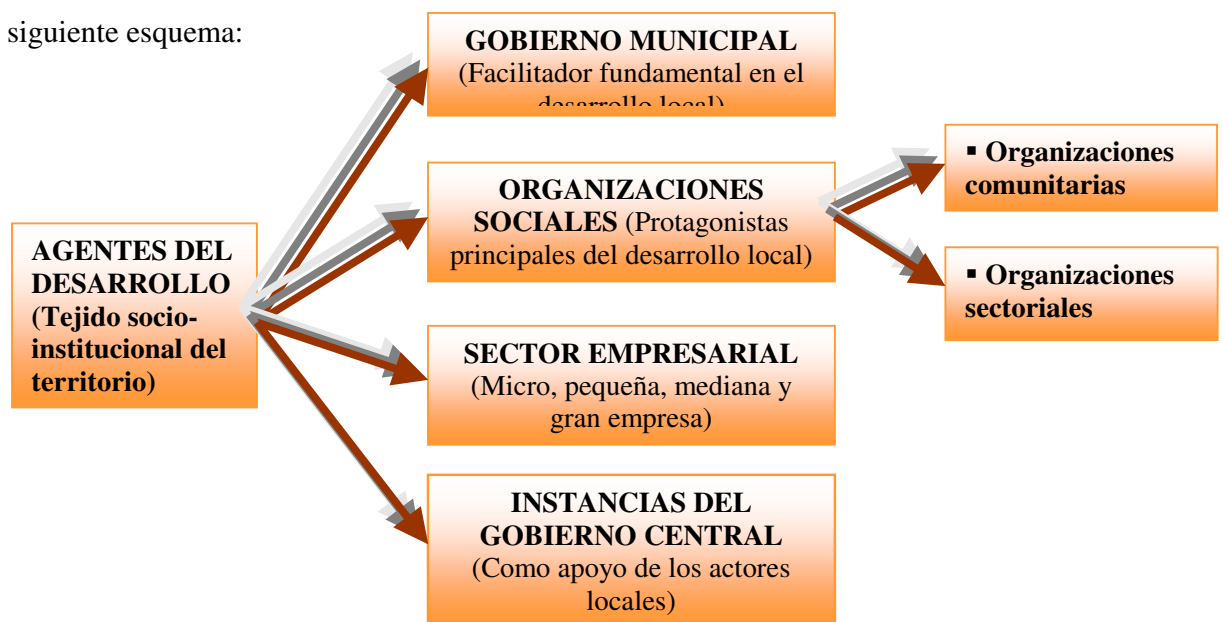 siguiente esquema:
GOBIERNO MUNICIPAL
(Facilitador fundamental en el
desarrollo local)
ORGANIZACIONES
SOCIALES (Protagonistas
principales del desarrollo local)
▪ Organizaciones
comunitarias
▪ Organizaciones
sectoriales
AGENTES DEL
DESARROLLO
(Tejido socio-
institucional del
territorio)
SECTOR EMPRESARIAL
(Micro, pequeña, mediana y
gran empresa)
INSTANCIAS DEL
GOBIERNO CENTRAL
(Como apoyo de los actores
locales)